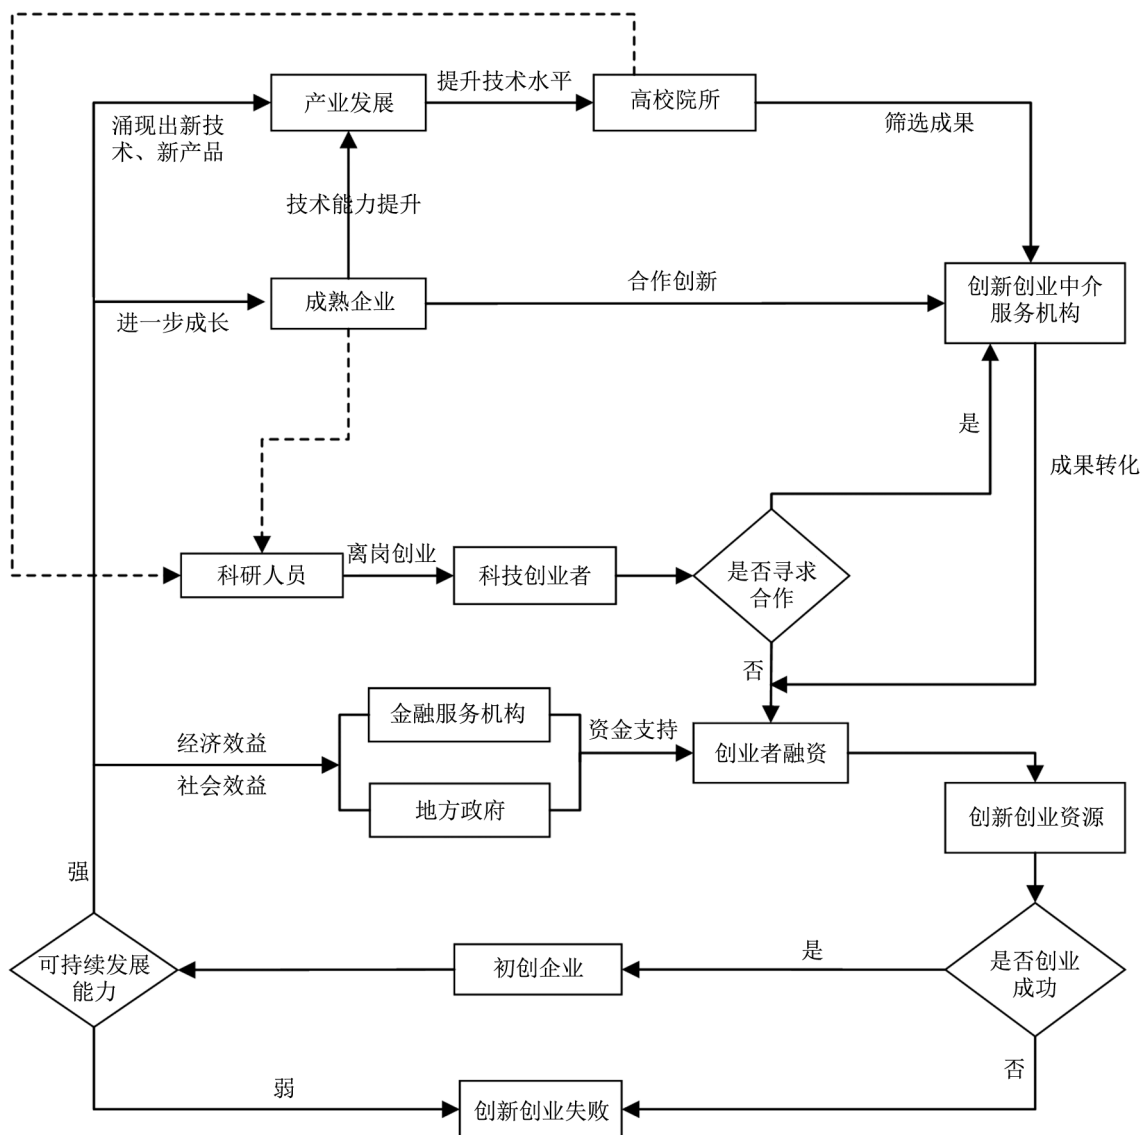 提升技术水平
产业发展
高校院所
涌现出新技
术、新产品
筛选成果
技术能力提升
合作创新
创新创业中介
服务机构
成熟企业
进一步成长
是
成果转化
离岗创业
科研人员
科技创业者
是否寻求
合作
否
金融服务机构
资金支持
经济效益
社会效益
创业者融资
地方政府
创新创业资源
强
可持续发展
能力
初创企业
是
是否创业
成功
否
弱
创新创业失败